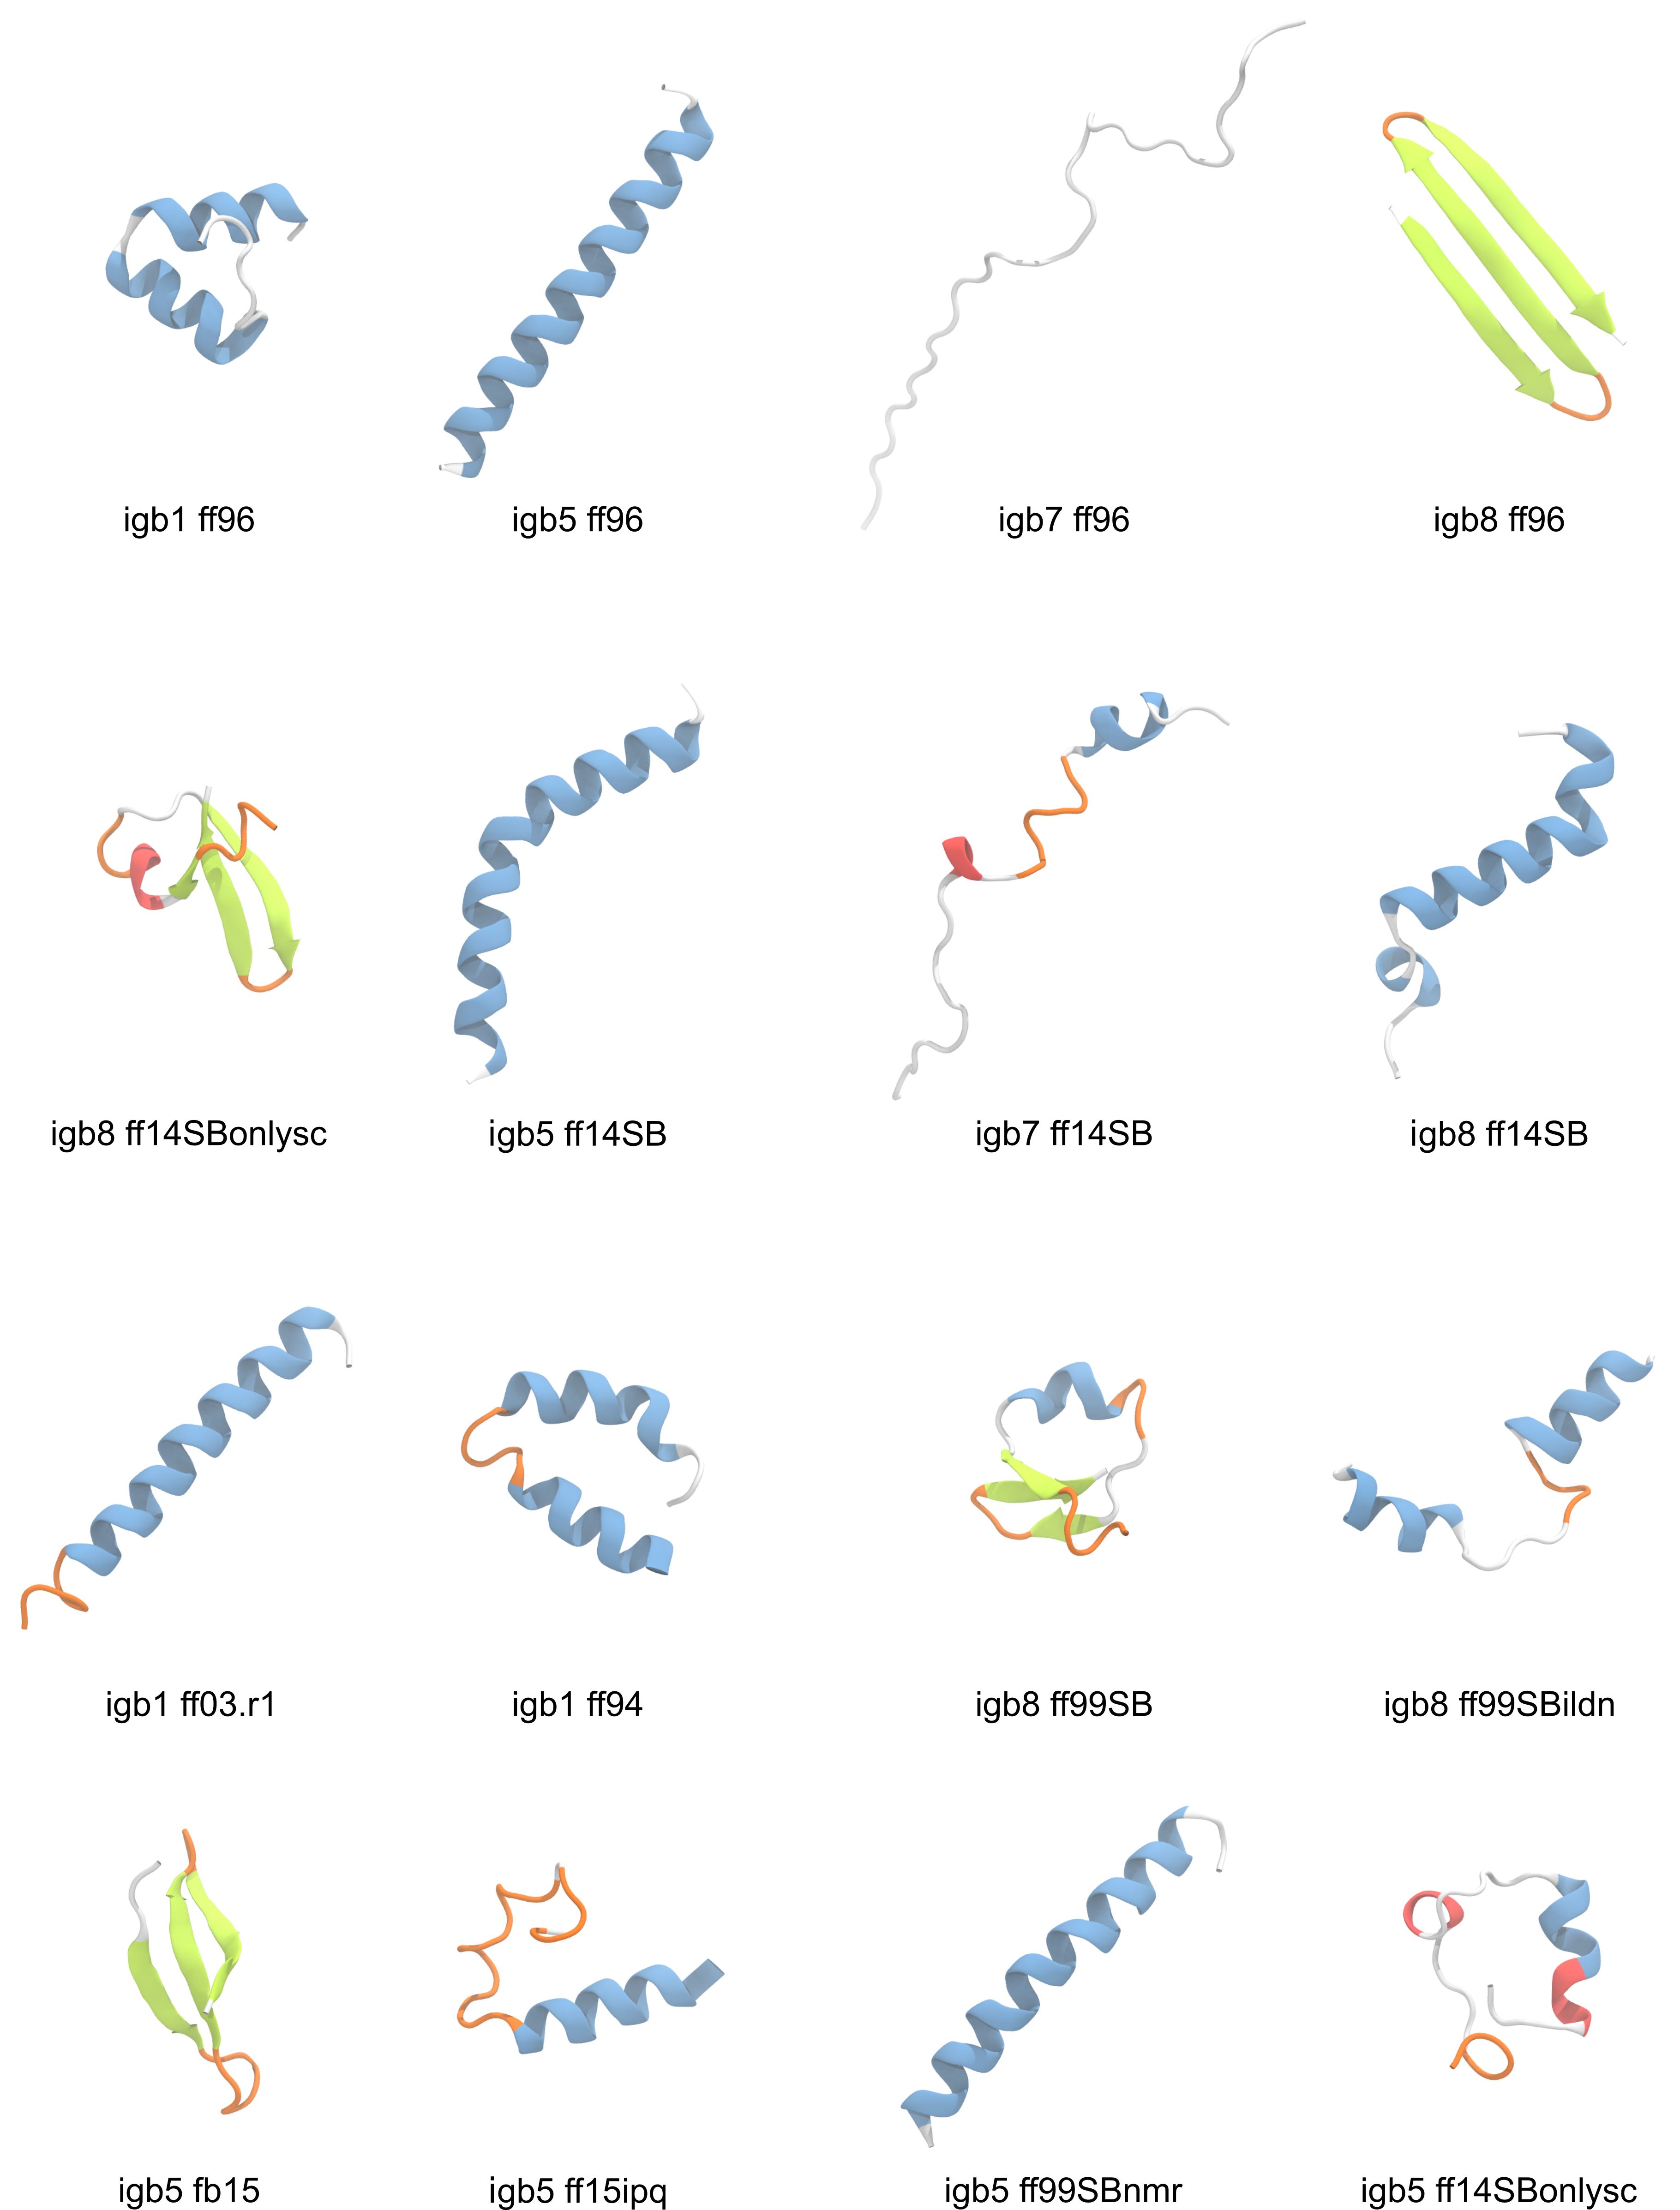 igb1 ff96
igb5 ff96
igb7 ff96
igb8 ff96
igb8 ff14SBonlysc
igb5 ff14SB
igb7 ff14SB
igb8 ff14SB
igb1 ff03.r1
igb1 ff94
igb8 ff99SB
igb8 ff99SBildn
igb5 fb15
igb5 ff15ipq
igb5 ff99SBnmr
igb5 ff14SBonlysc